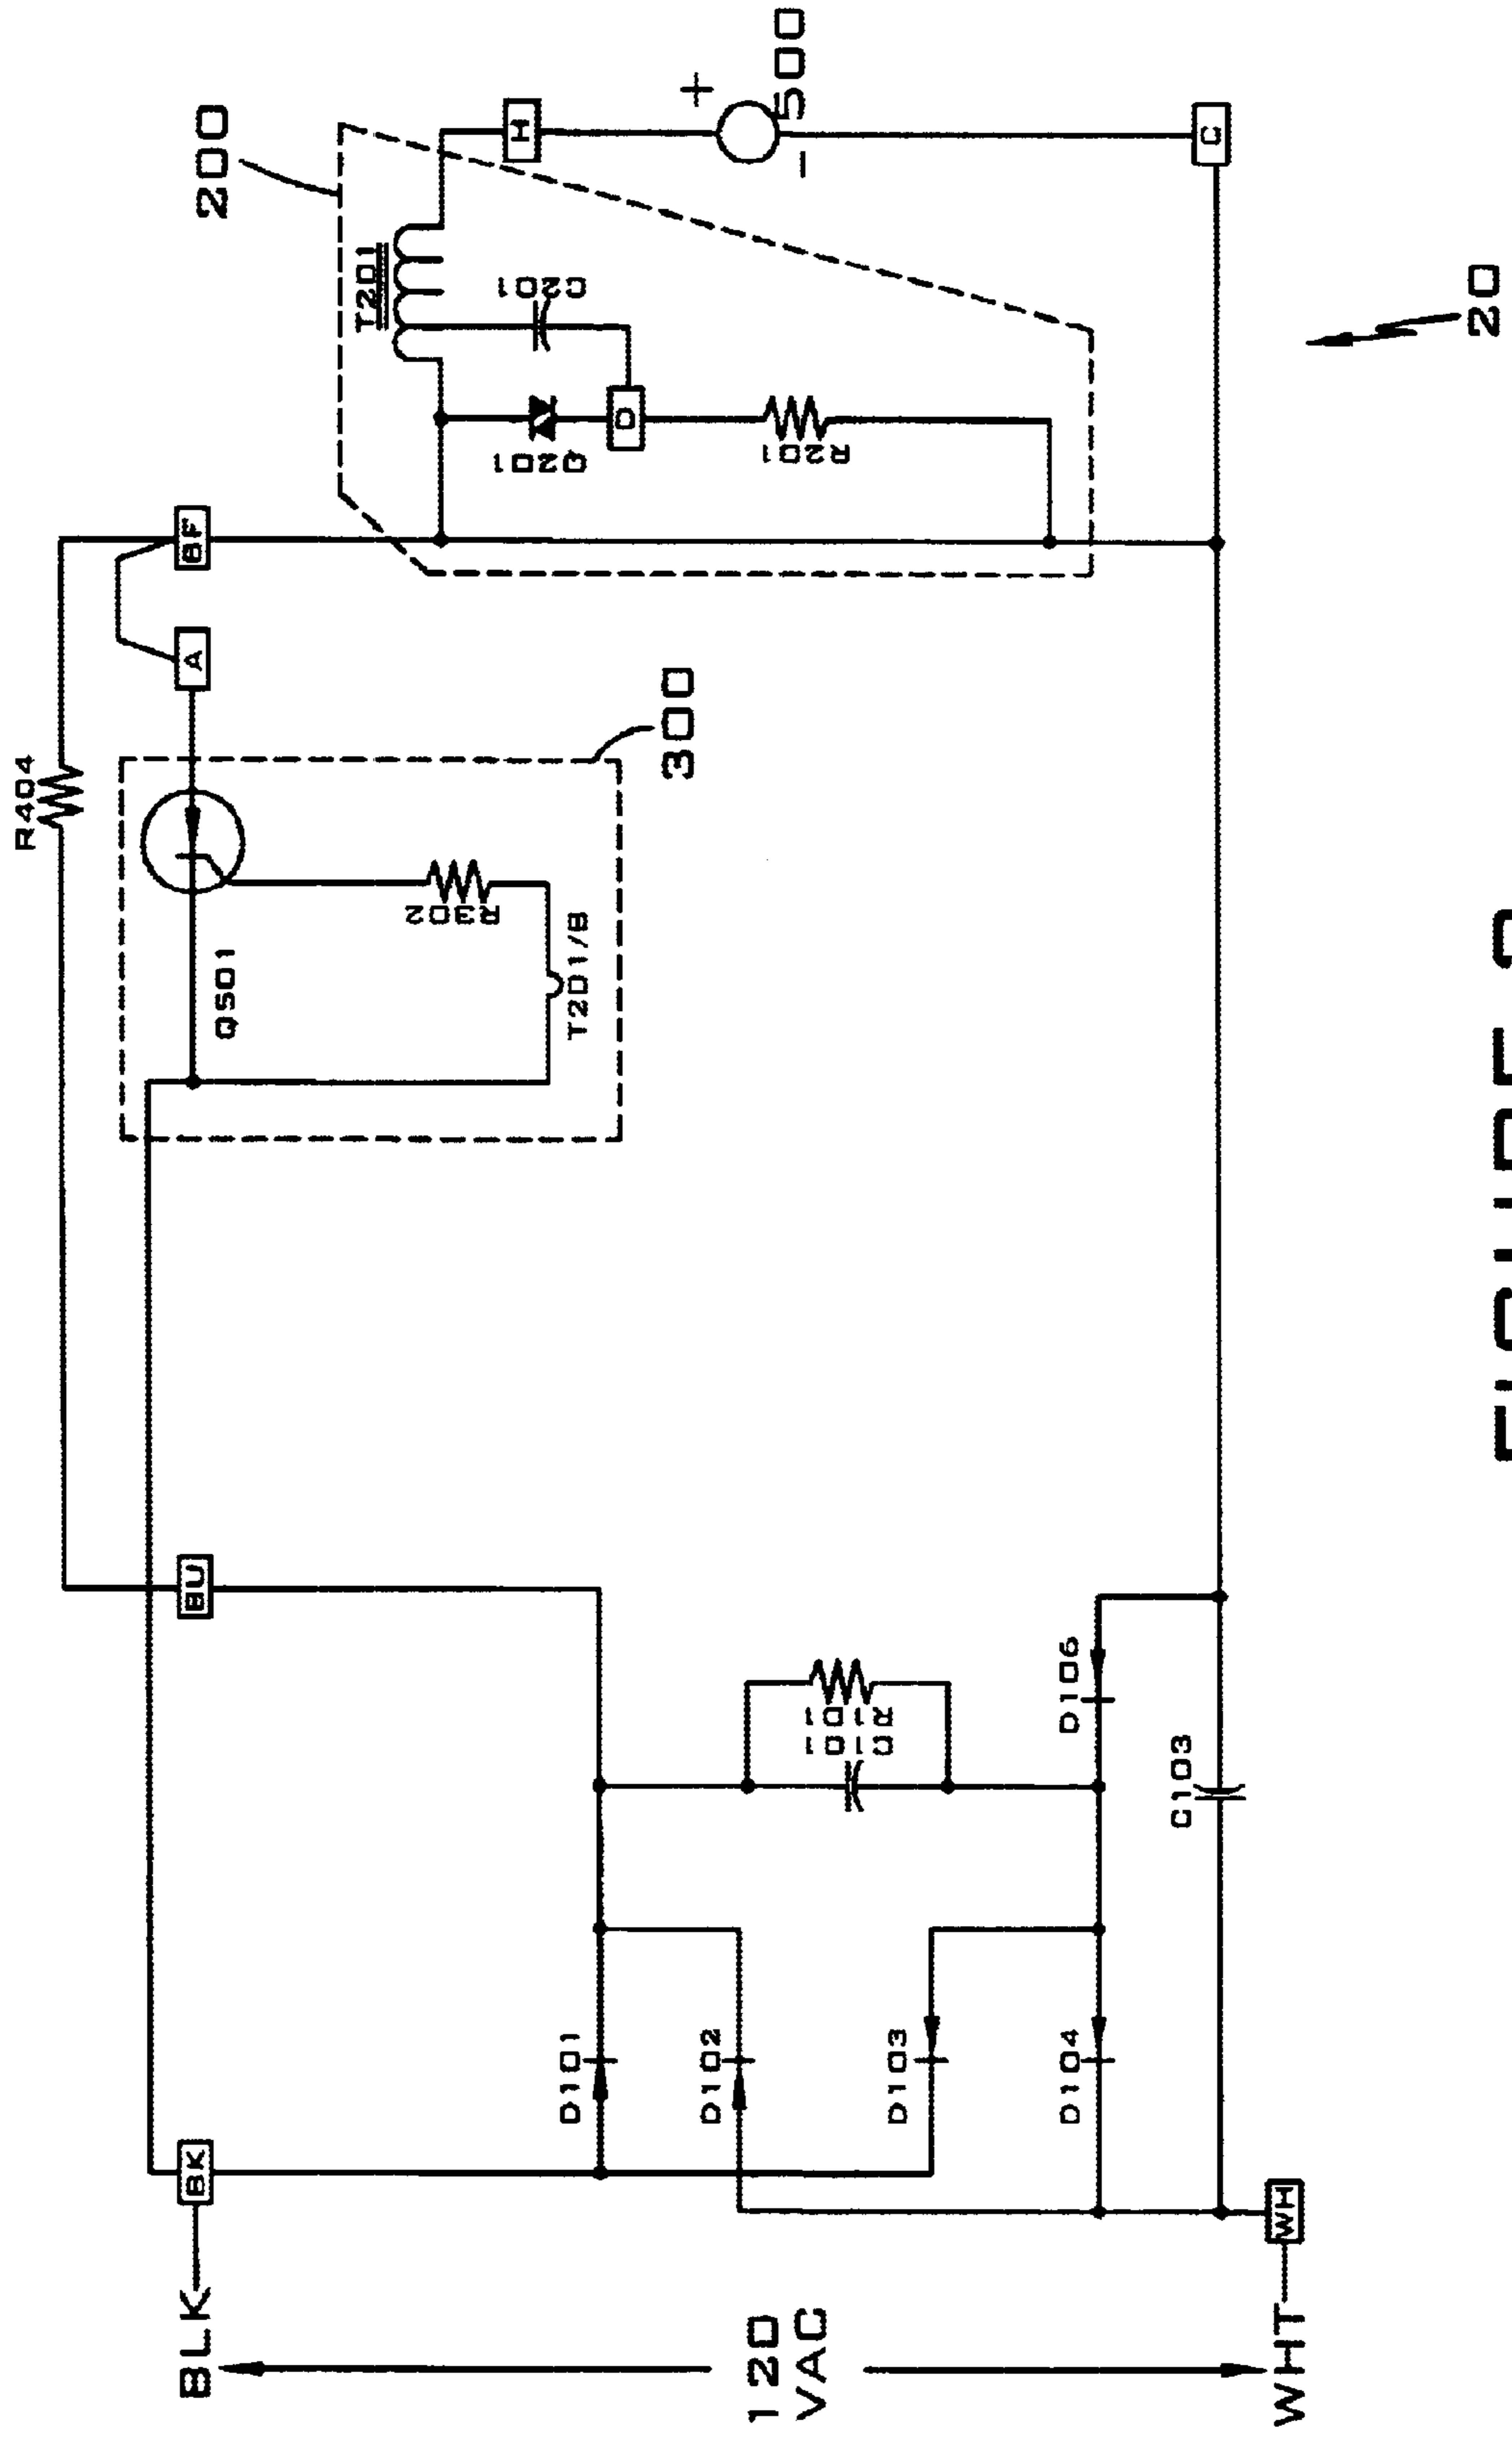 BLK
BK
120
VAC
WHT
WH
D101
D102
D103
D104
C101
R101
D106
C103
BU
R404
Q501
R302
T201/B
300
A
BF
200
T201
C201
Q201
D
R201
H
+
-
500
C
20